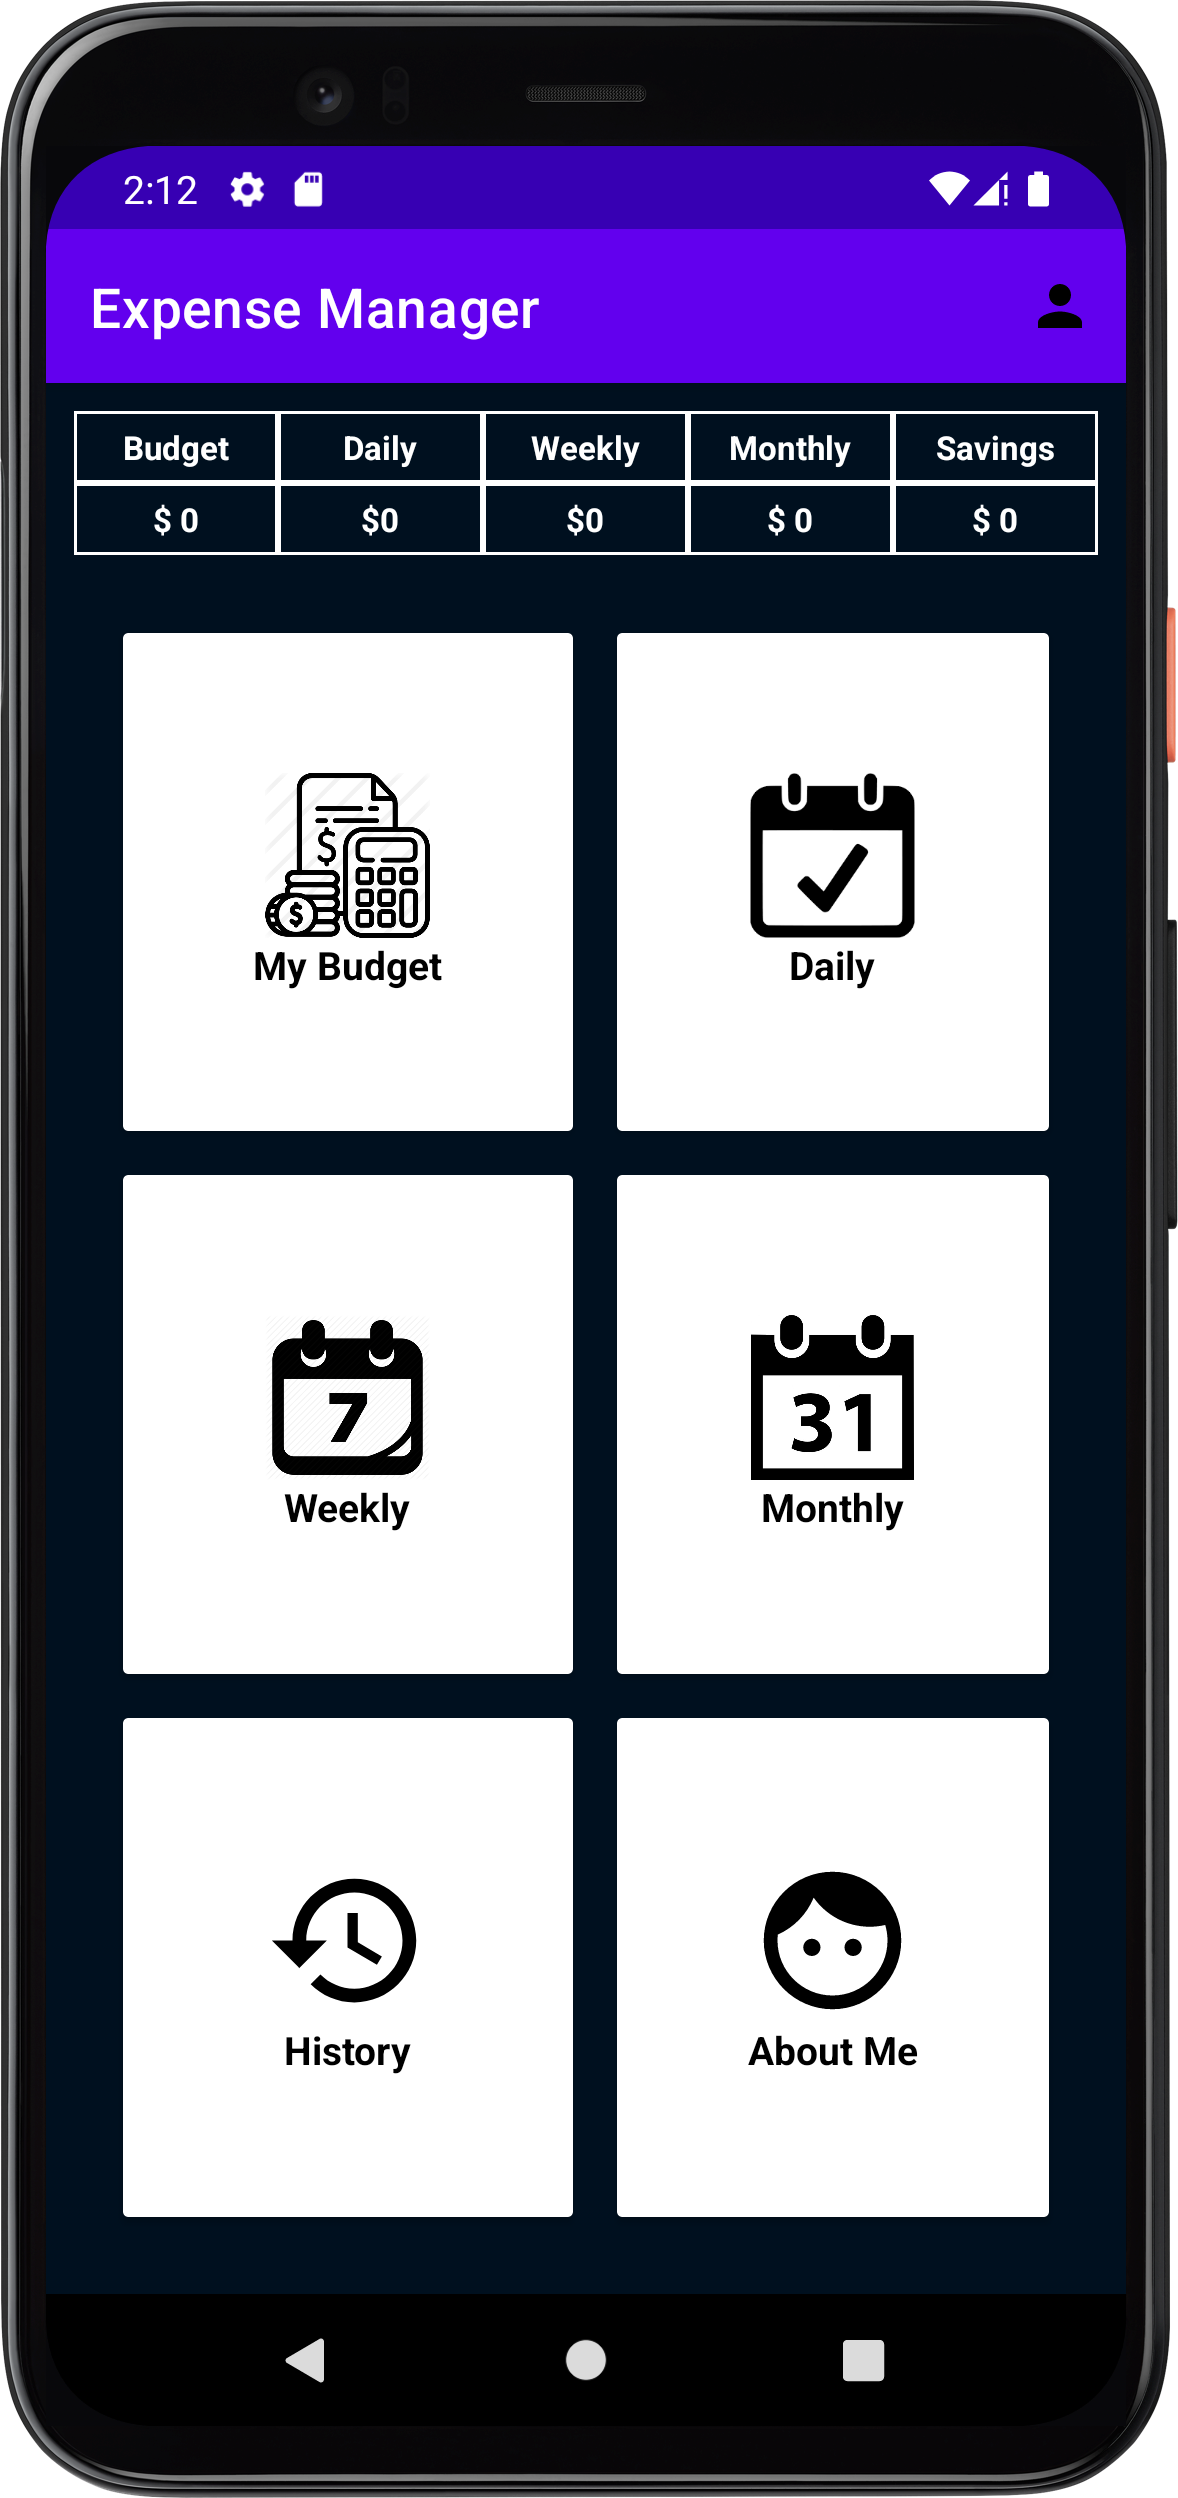 2:12
Expense Manager
Budget Daily Weekly Monthly Savings
$ 0 $0 $0 $ 0 $ 0
$
$
My Budget
Daily
7
31
Weekly
Monthly
History
About Me